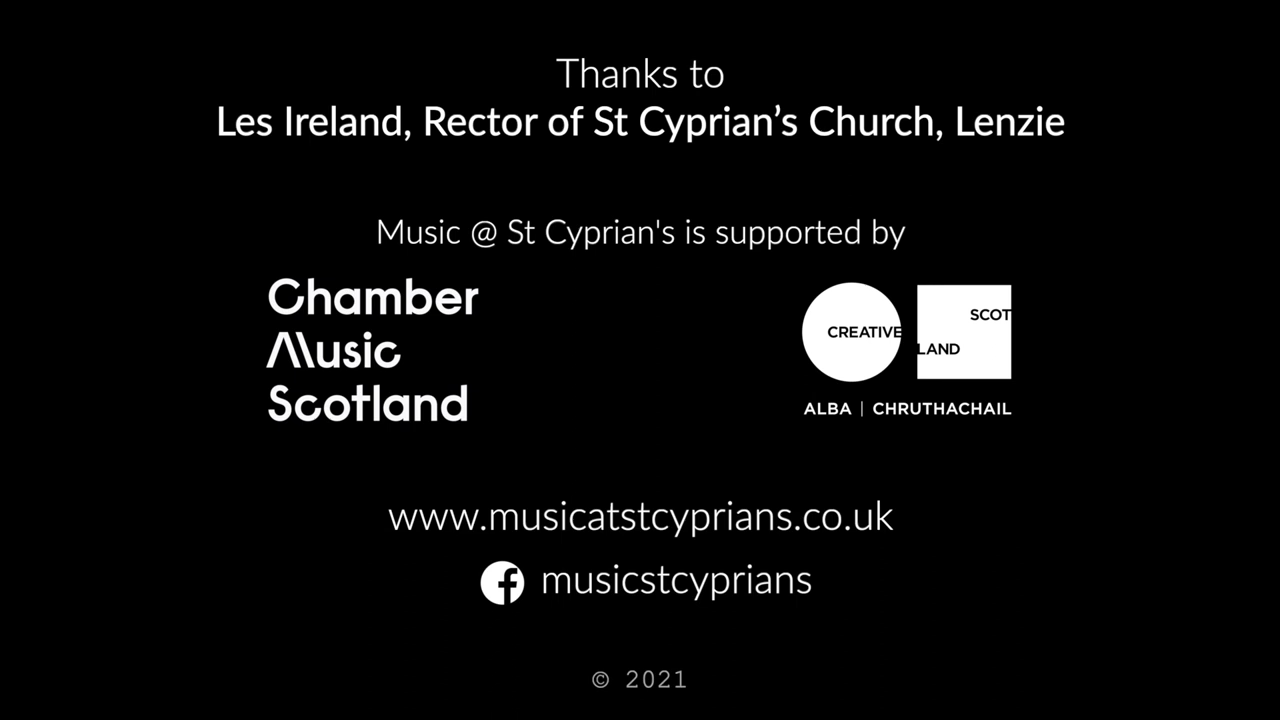 Thanks to
Les Ireland, Rector of St Cyprian’s Church, Lenzie
Music @ St Cyprian's is supported by
Chamber
Music
Scotland
CREATIVE
SCOT
LAND
ALBA | CHRUTHACHAIL
www.musicatstcyprians.co.uk
musicstcyprians
© 2021